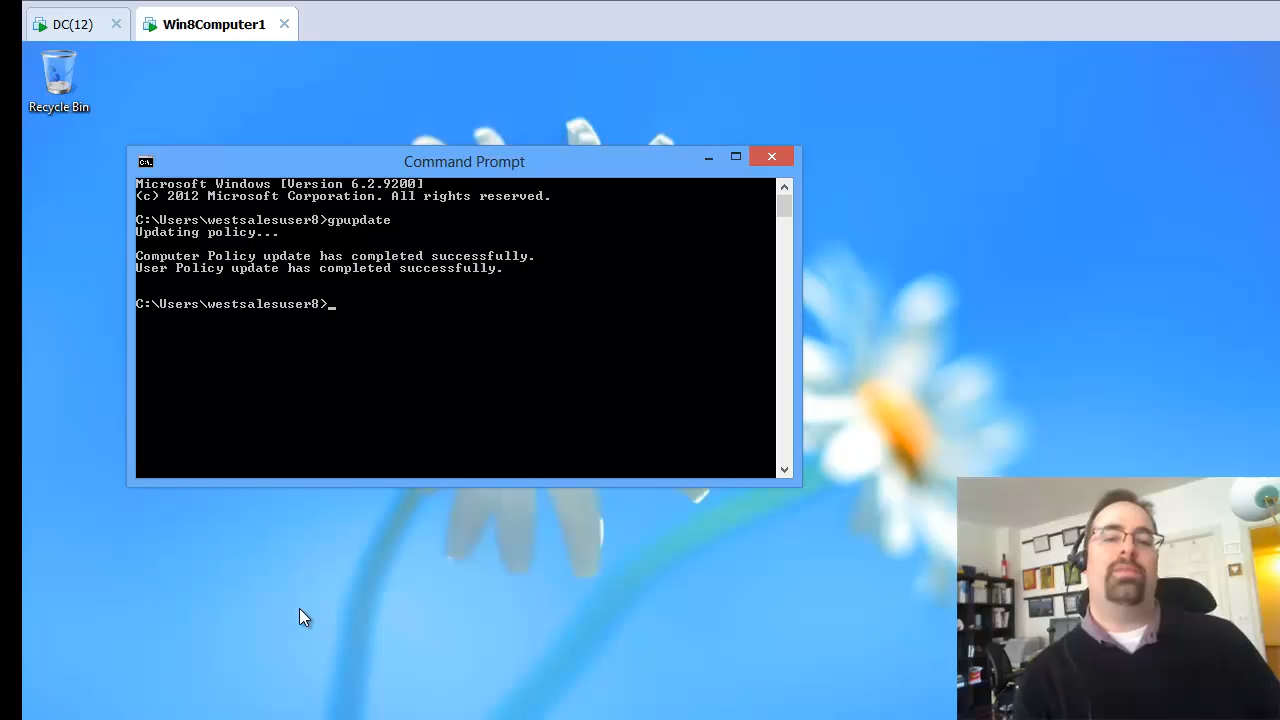 DC(12)
Win8Computer1
Recycle Bin
Command Prompt
Microsoft Windows [Version 6.2.9200]
(c) 2012 Microsoft Corporation. All rights reserved.
C:\Users\westsalesuser8>gpupdate
Updating policy...
Computer Policy update has completed successfully.
User Policy update has completed successfully.
C:\Users\westsalesuser8>_